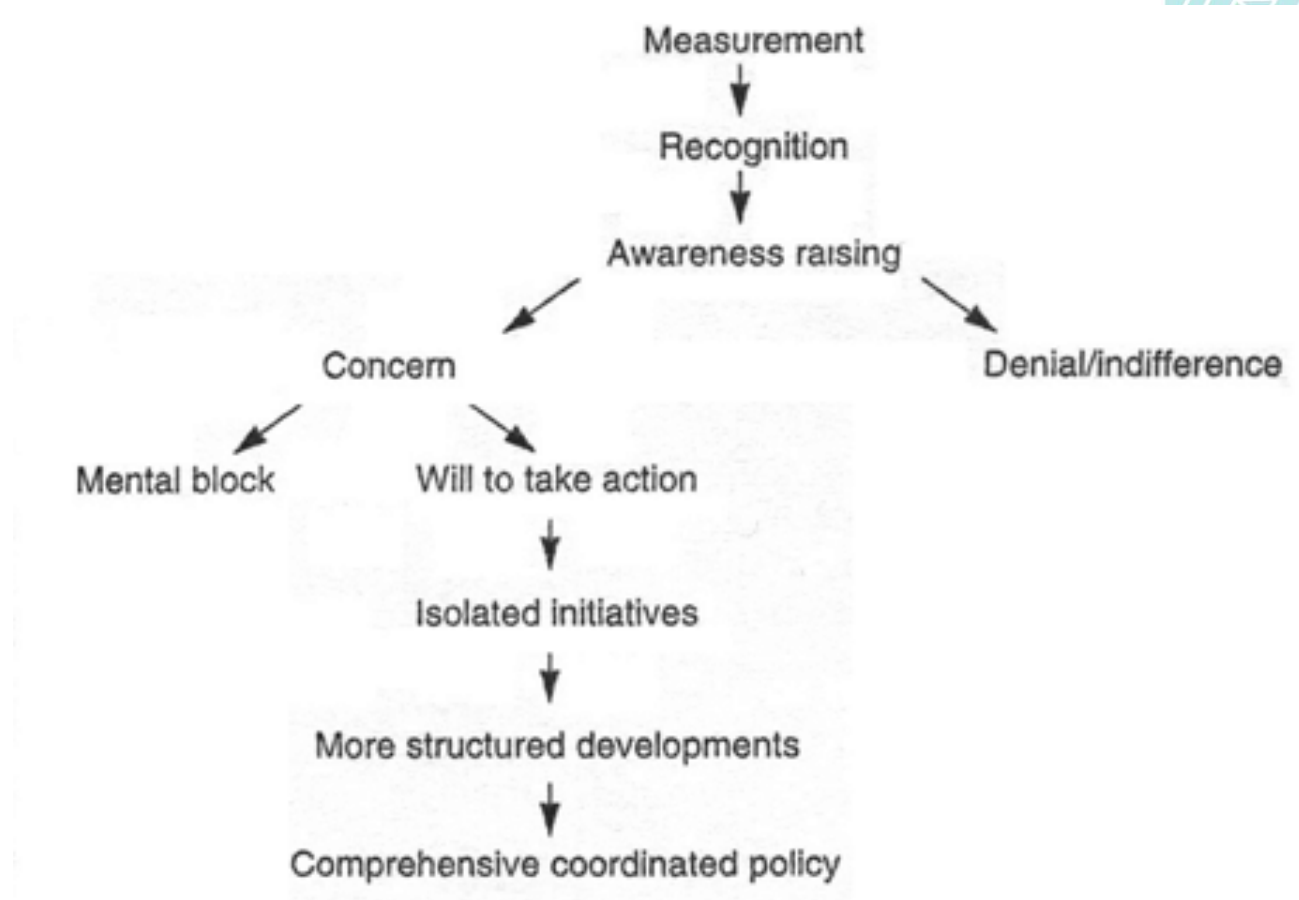 Measurement
Recognition
Awareness raising
Concern
Denial/indifference
Mental block
Will to take action
Isolated initiatives
More structured developments
Comprehensive coordinated policy